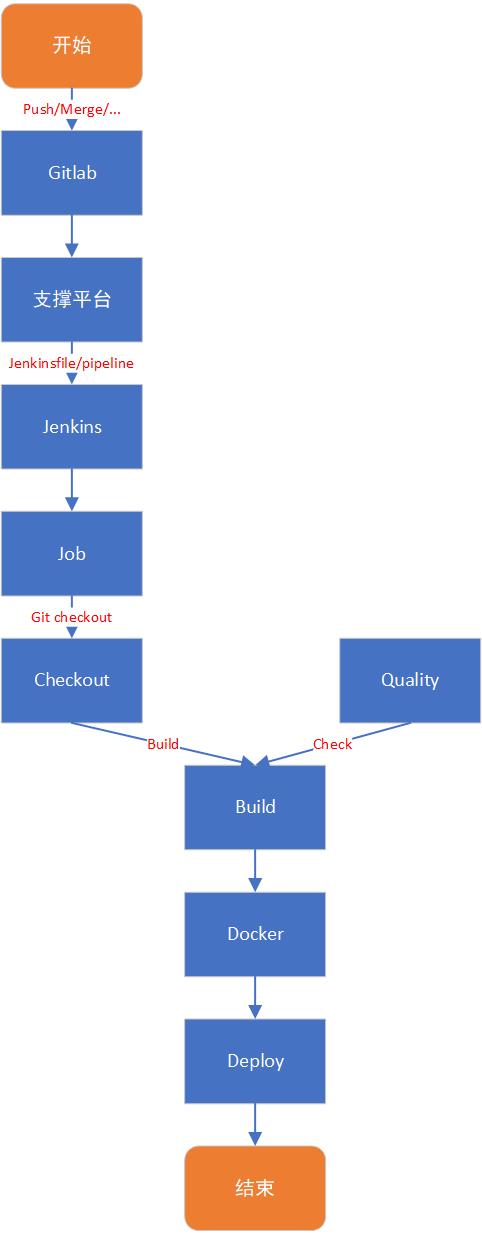 开始
Push/Merge/...
Gitlab
支撑平台
Jenkinsfile/pipeline
Jenkins
Job
Git checkout
Checkout
Quality
Build
Check
Build
Docker
Deploy
结束